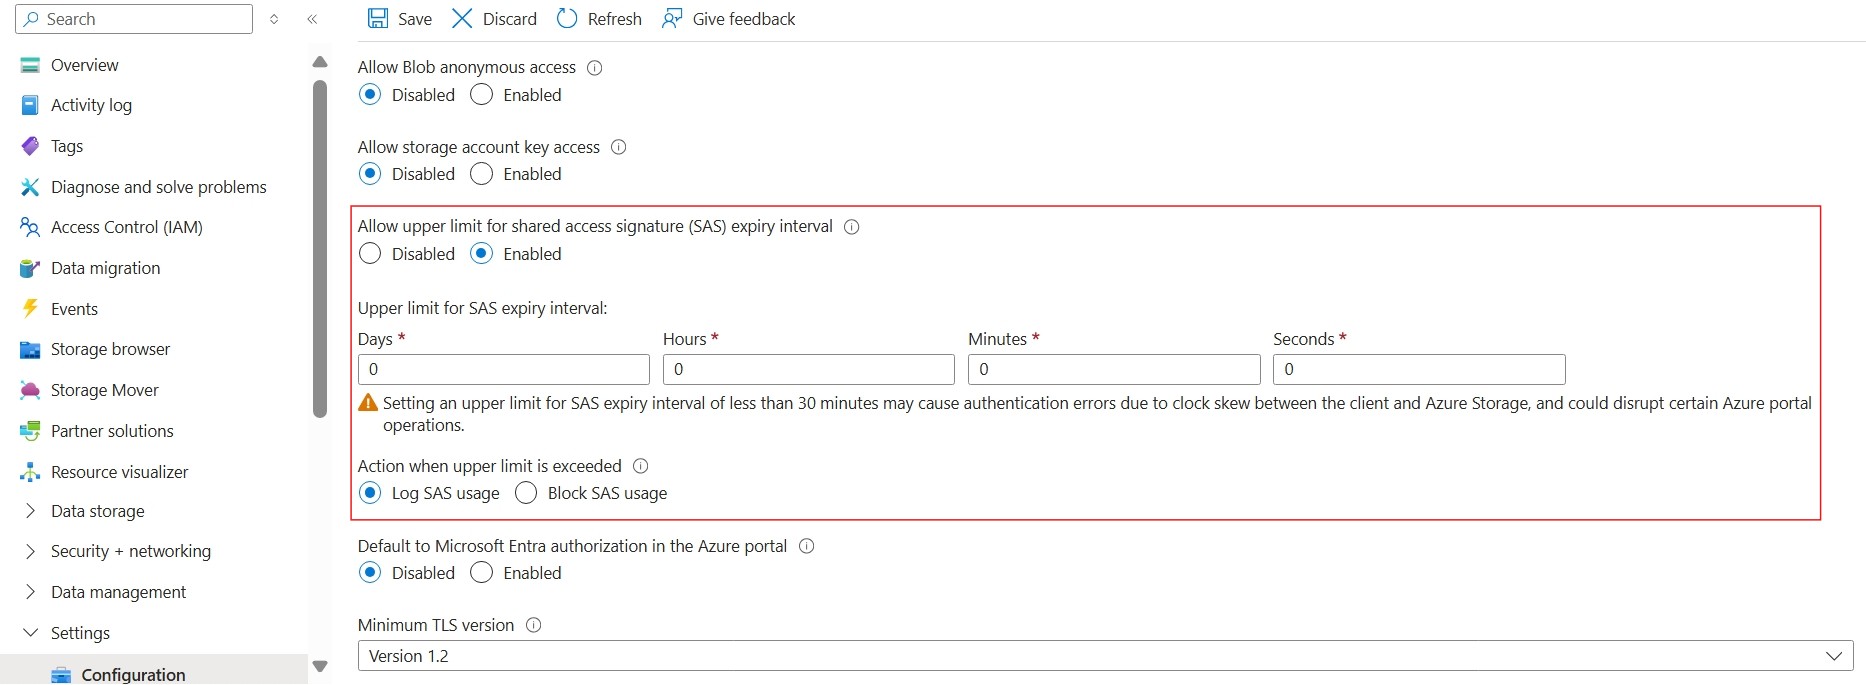 Search
Overview
Activity log
Tags
Diagnose and solve problems
Access Control (IAM)
Data migration
Events
Storage browser
Storage Mover
Partner solutions
Resource visualizer
Data storage
Security + networking
Data management
Settings
Configuration
Save Discard Refresh Give feedback
Allow Blob anonymous access
Disabled Enabled
Allow storage account key access
Disabled Enabled
Allow upper limit for shared access signature (SAS) expiry interval
Disabled Enabled
Upper limit for SAS expiry interval:
Days * Hours * Minutes * Seconds *
0 0 0 0
Setting an upper limit for SAS expiry interval of less than 30 minutes may cause authentication errors due to clock skew between the client and Azure Storage, and could disrupt certain Azure portal
operations.
Action when upper limit is exceeded
Log SAS usage Block SAS usage
Default to Microsoft Entra authorization in the Azure portal
Disabled Enabled
Minimum TLS version
Version 1.2